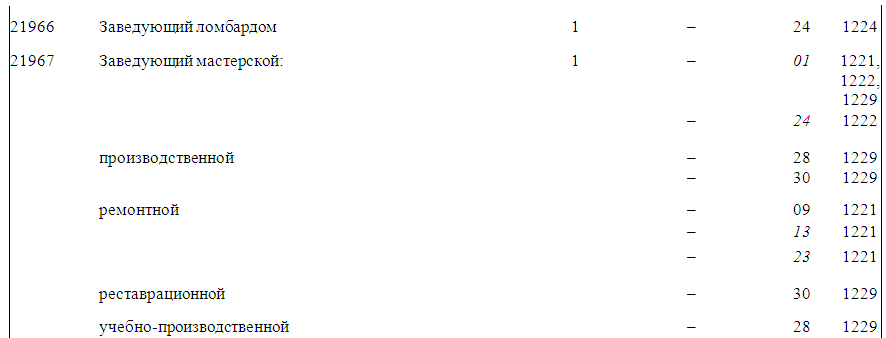 21966 Заведующий ломбардом 1 – 24 1224
21967 Заведующий мастерской: 1 – 01 1221,
1222,
1229
– 24 1222
производственной – 28 1229
– 30 1229
ремонтной – 09 1221
– 13 1221
– 23 1221
реставрационной – 30 1229
учебно-производственной – 28 1229